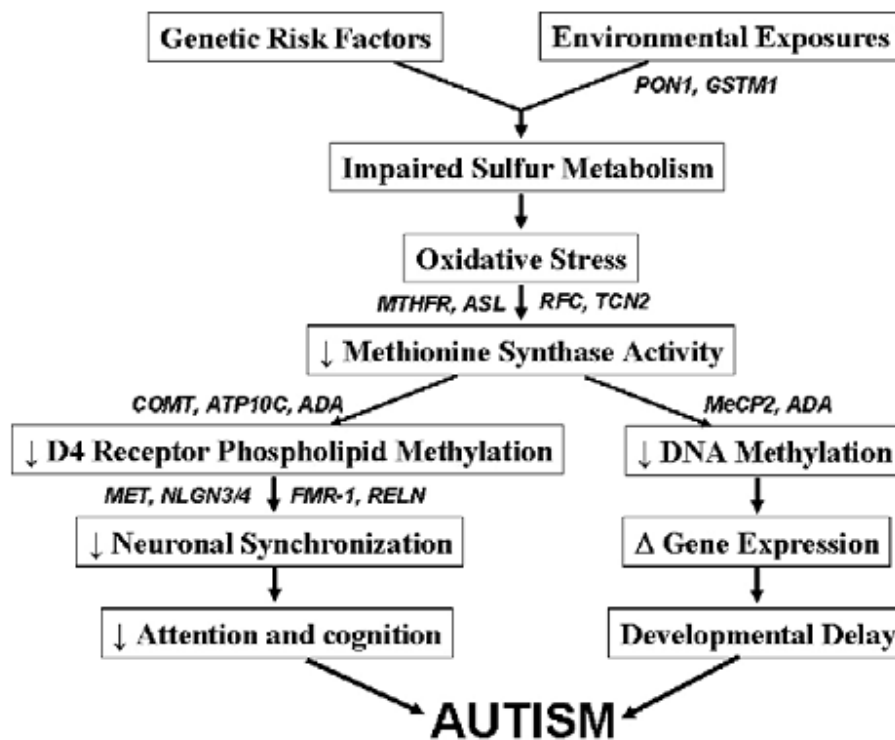 Genetic Risk Factors
Environmental Exposures
PON1, GSTM1
Impaired Sulfur Metabolism
Oxidative Stress
MTHFR, ASL RFC, TCN2
↓ Methionine Synthase Activity
COMT, ATP10C, ADA
MeCP2, ADA
↓ D4 Receptor Phospholipid Methylation
↓ DNA Methylation
MET, NLGN3/4 FMR-1, RELN
↓ Neuronal Synchronization
Δ Gene Expression
↓ Attention and cognition
Developmental Delay
AUTISM